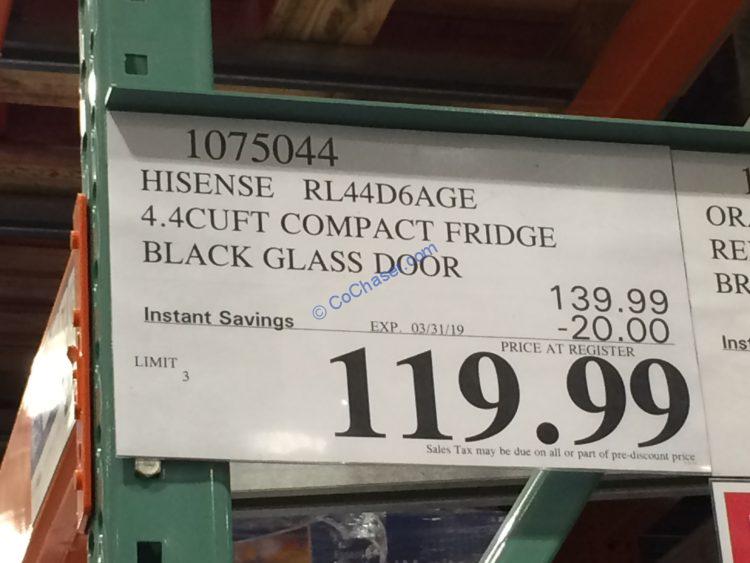 1075044
HISENSE RL44D6AGE
4.4CUFT COMPACT FRIDGE
BLACK GLASS DOOR
© CoChaser.com
139.99
Instant Savings EXP. 03/31/19 -20.00
PRICE AT REGISTER
LIMIT 3
119.99
Sales Tax may be due on all or part of pre-discount price